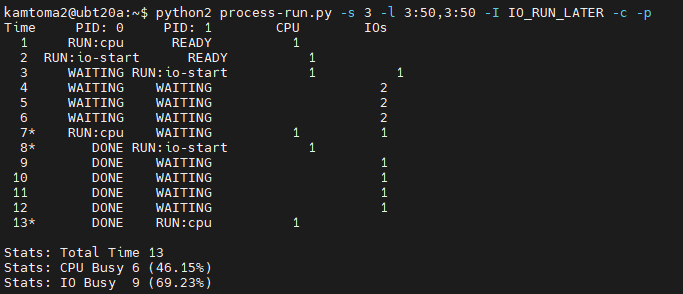 kamtoma2@ubt20a:~$ python2 process-run.py -s 3 -l 3:50,3:50 -I IO_RUN_LATER -c -p
Time     PID: 0     PID: 1        CPU        IOs
  1     RUN:cpu      READY          1
  2  RUN:io-start      READY          1
  3     WAITING RUN:io-start          1          1
  4     WAITING    WAITING                     2
  5     WAITING    WAITING                     2
  6     WAITING    WAITING                     2
  7*    RUN:cpu    WAITING          1          1
  8*       DONE RUN:io-start          1
  9        DONE    WAITING                     1
 10        DONE    WAITING                     1
 11        DONE    WAITING                     1
 12        DONE    WAITING                     1
 13*       DONE    RUN:cpu          1
Stats: Total Time 13
Stats: CPU Busy 6 (46.15%)
Stats: IO Busy  9 (69.23%)